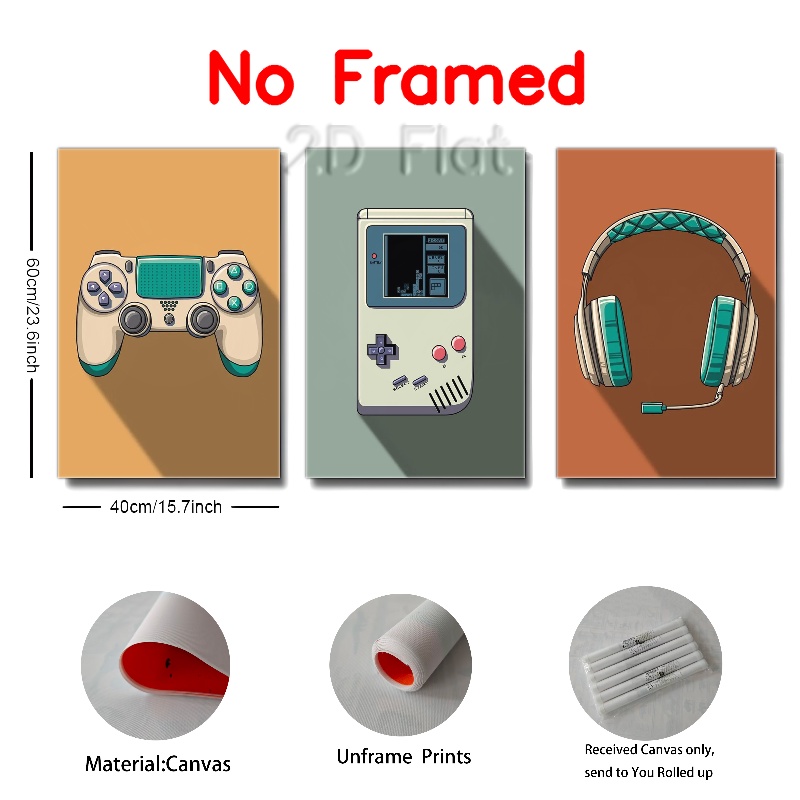 No Framed
2D Flat
60cm/23.6inch
40cm/15.7inch
Material:Canvas
Unframe Prints
Received Canvas only,
send to You Rolled up